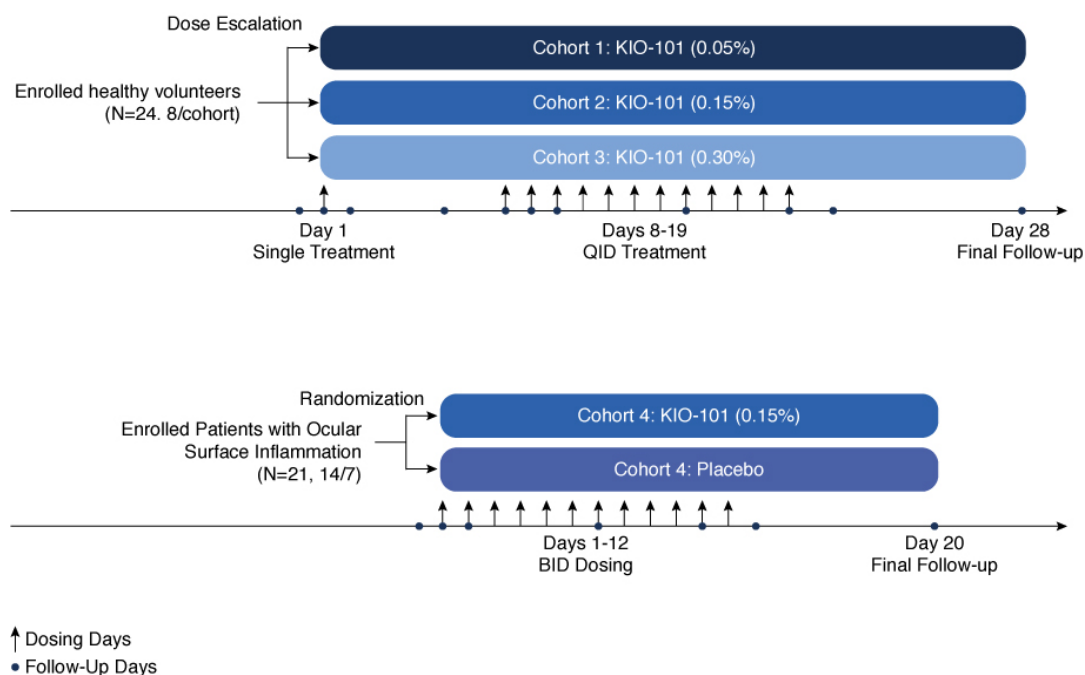 Dose Escalation
Cohort 1: KIO-101 (0.05%)
Enrolled healthy volunteers
(N=24. 8/cohort)
Cohort 2: KIO-101 (0.15%)
Cohort 3: KIO-101 (0.30%)
Day 1
Single Treatment
Days 8-19
QID Treatment
Day 28
Final Follow-up
Randomization
Cohort 4: KIO-101 (0.15%)
Enrolled Patients with Ocular
Surface Inflammation
(N=21, 14/7)
Cohort 4: Placebo
Days 1-12
BID Dosing
Day 20
Final Follow-up
Dosing Days
Follow-Up Days